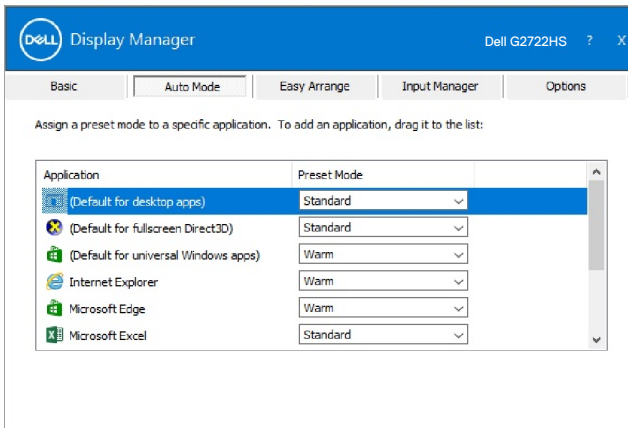 DELL Display Manager Dell G2722HS ? X
Basic Auto Mode Easy Arrange Input Manager Options
Assign a preset mode to a specific application. To add an application, drag it to the list:
Application Preset Mode
(Default for desktop apps) Standard
(Default for fullscreen Direct3D) Standard
(Default for universal Windows apps) Warm
Internet Explorer Warm
Microsoft Edge Warm
Microsoft Excel Standard